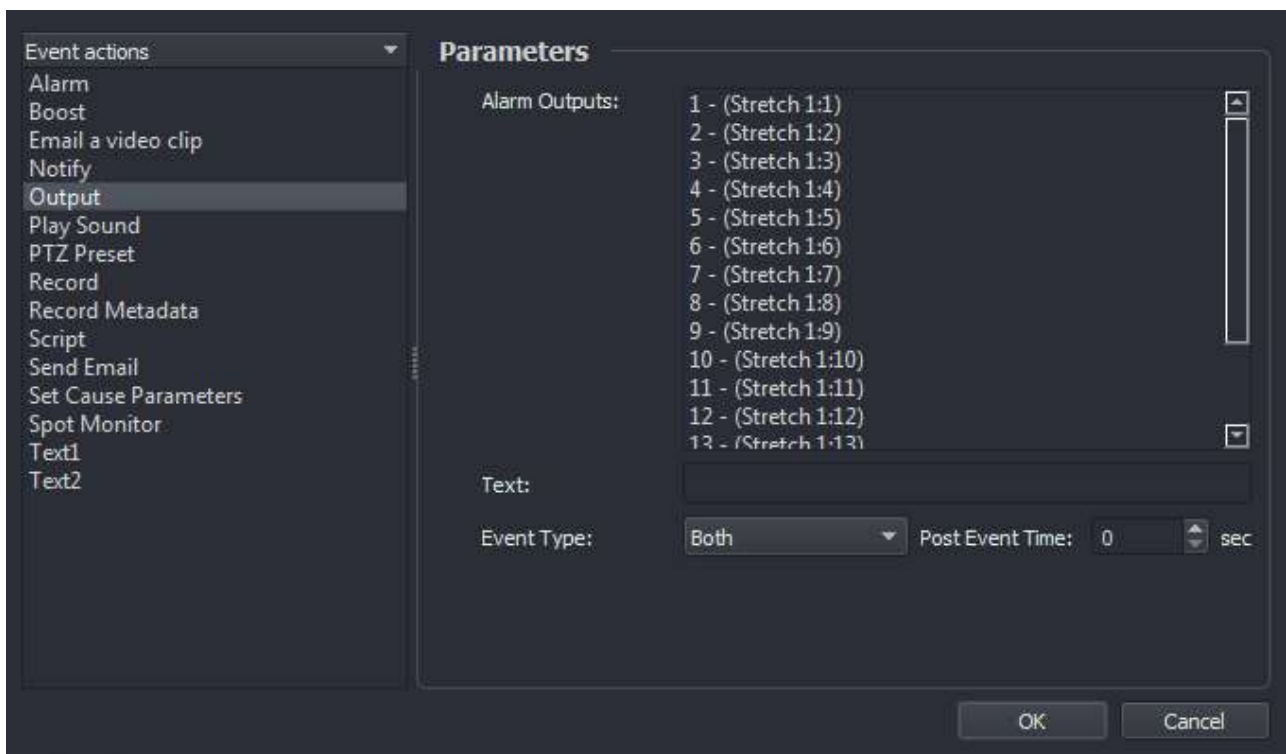 Event actions
Alarm
Boost
Email a video clip
Notify
Output
Play Sound
PTZ Preset
Record
Record Metadata
Script
Send Email
Set Cause Parameters
Spot Monitor
Text1
Text2
Parameters
Alarm Outputs:
1 - (Stretch 1:1)
2 - (Stretch 1:2)
3 - (Stretch 1:3)
4 - (Stretch 1:4)
5 - (Stretch 1:5)
6 - (Stretch 1:6)
7 - (Stretch 1:7)
8 - (Stretch 1:8)
9 - (Stretch 1:9)
10 - (Stretch 1:10)
11 - (Stretch 1:11)
12 - (Stretch 1:12)
13 - (Stretch 1:13)
Text:
Event Type: Both Post Event Time: 0 sec
OK Cancel